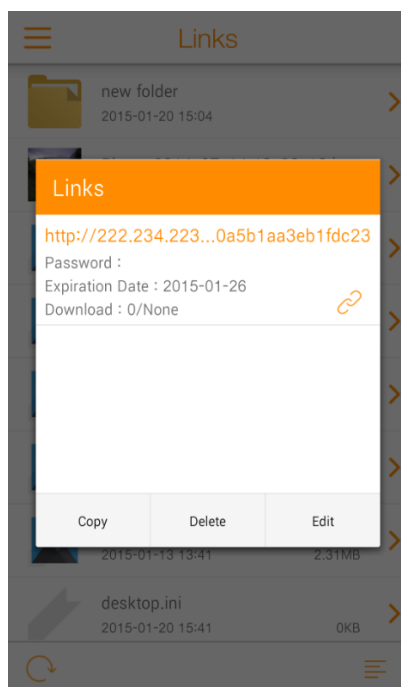 Links
new folder
2015-01-20 15:04
Links
http://222.234.223...0a5b1aa3eb1fdc23
Password :
Expiration Date : 2015-01-26
Download : 0/None
Copy Delete Edit
2015-01-13 13:41 2.31MB
desktop.ini
2015-01-20 15:41 0KB